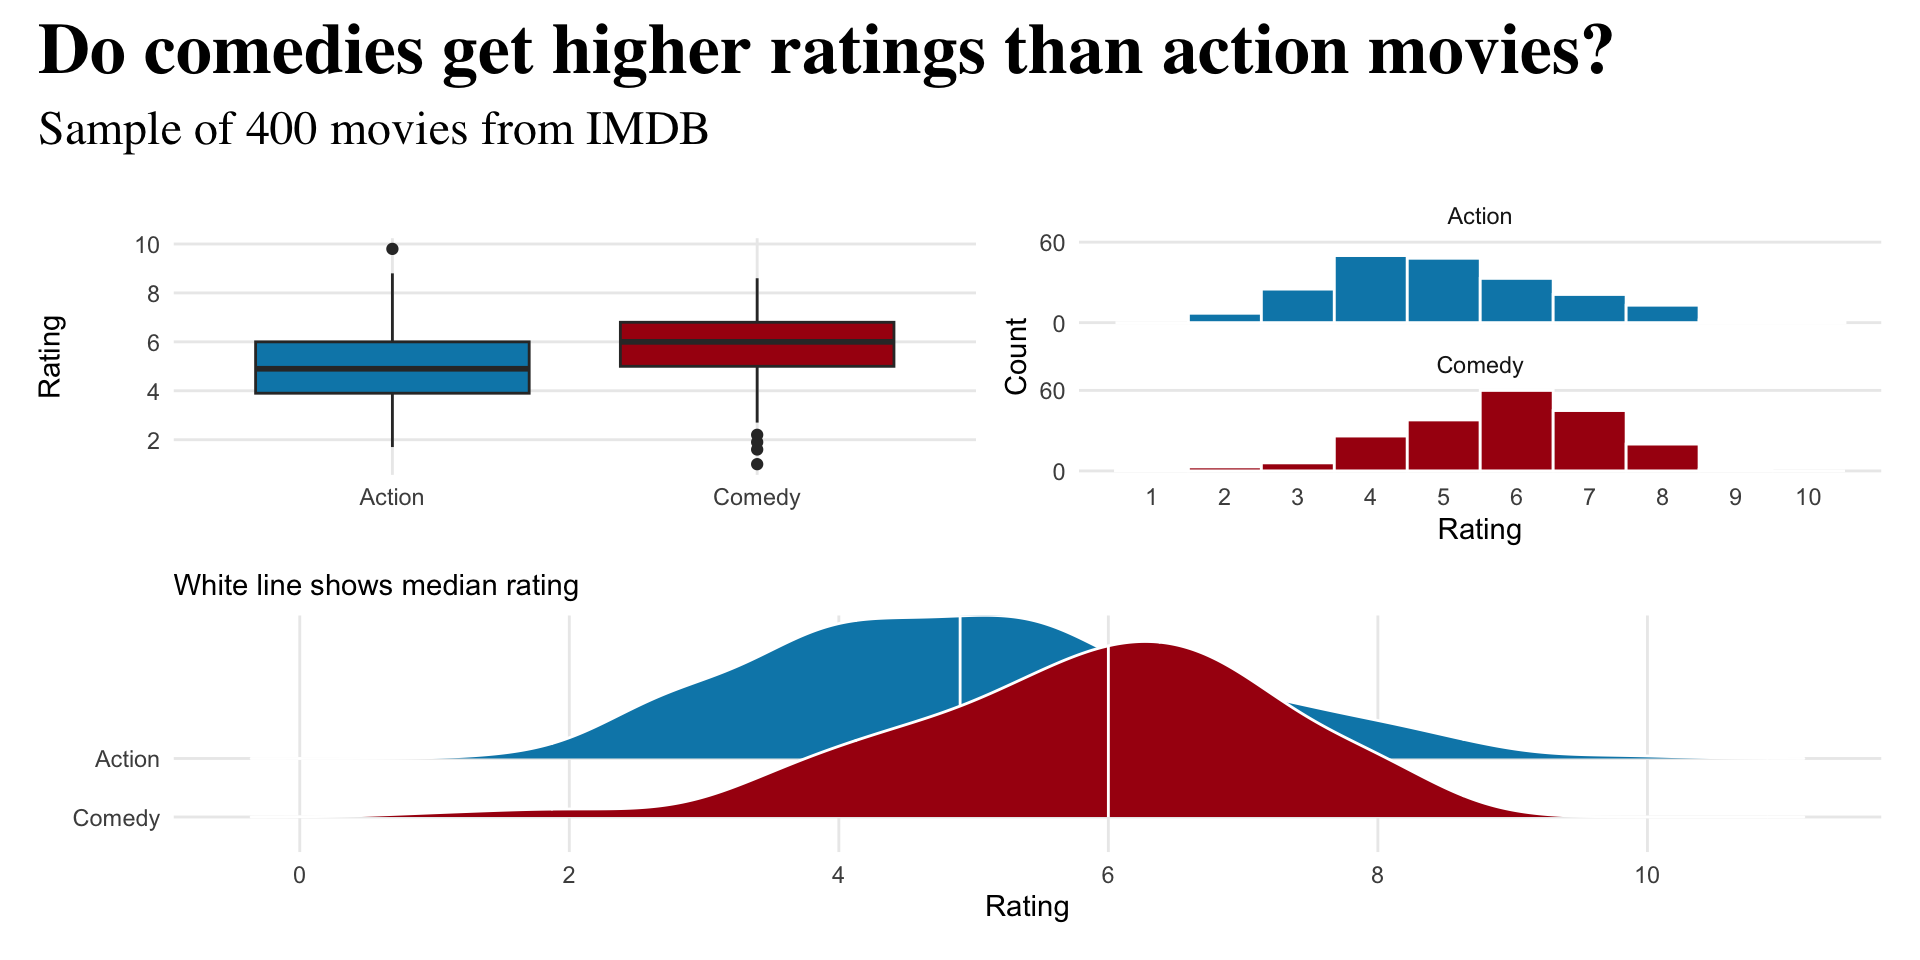 Do comedies get higher ratings than action movies?
Sample of 400 movies from IMDB
Rating
10
8
6
4
2
Action
Comedy
Count
Action
60
0
Comedy
60
0
1 2 3 4 5 6 7 8 9 10
Rating
White line shows median rating
Action
Comedy
0 2 4 6 8 10
Rating